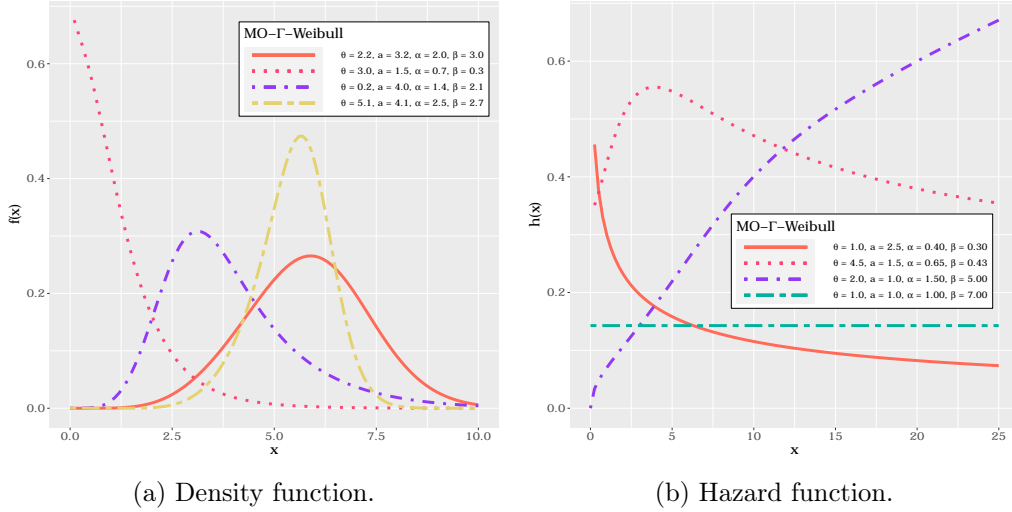 MO−Γ−Weibull
θ = 2.2, a = 3.2, α = 2.0, β = 3.0
θ = 3.0, a = 1.5, α = 0.7, β = 0.3
θ = 0.2, a = 4.0, α = 1.4, β = 2.1
θ = 5.1, a = 4.1, α = 2.5, β = 2.7
f(x)
0.6
0.4
0.2
0.0
0.0 2.5 5.0 7.5 10.0
x
(a) Density function.
MO−Γ−Weibull
θ = 1.0, a = 2.5, α = 0.40, β = 0.30
θ = 4.5, a = 1.5, α = 0.65, β = 0.43
θ = 2.0, a = 1.0, α = 1.50, β = 5.00
θ = 1.0, a = 1.0, α = 1.00, β = 7.00
h(x)
0.6
0.4
0.2
0.0
0 5 10 15 20 25
x
(b) Hazard function.